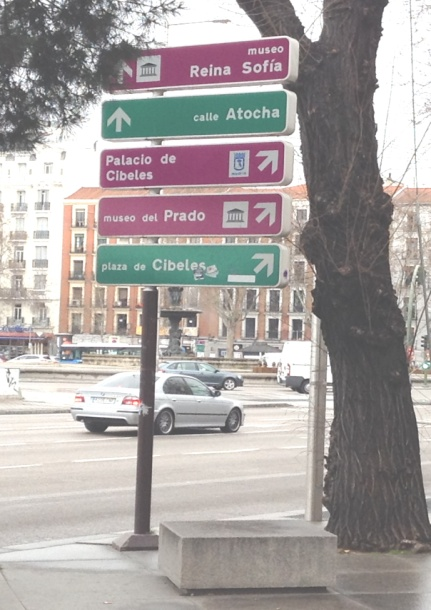 museo
Reina Sofía
calle Atocha
Palacio de
Cibeles
museo del Prado
plaza de Cibeles